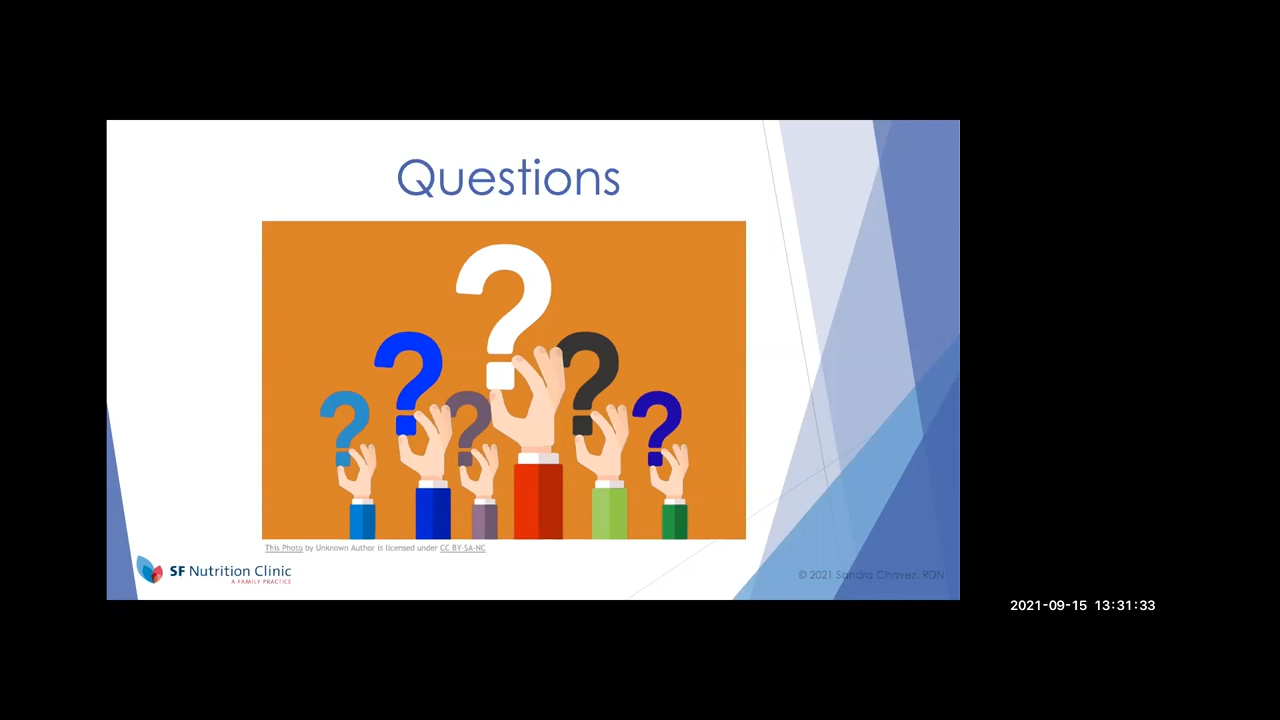 Questions
This Photo by Unknown Author is licensed under CC BY-SA-NC
SF Nutrition Clinic
A FAMILY PRACTICE
© 2021 Sandra Chavez, RDN
2021-09-15 13:31:33